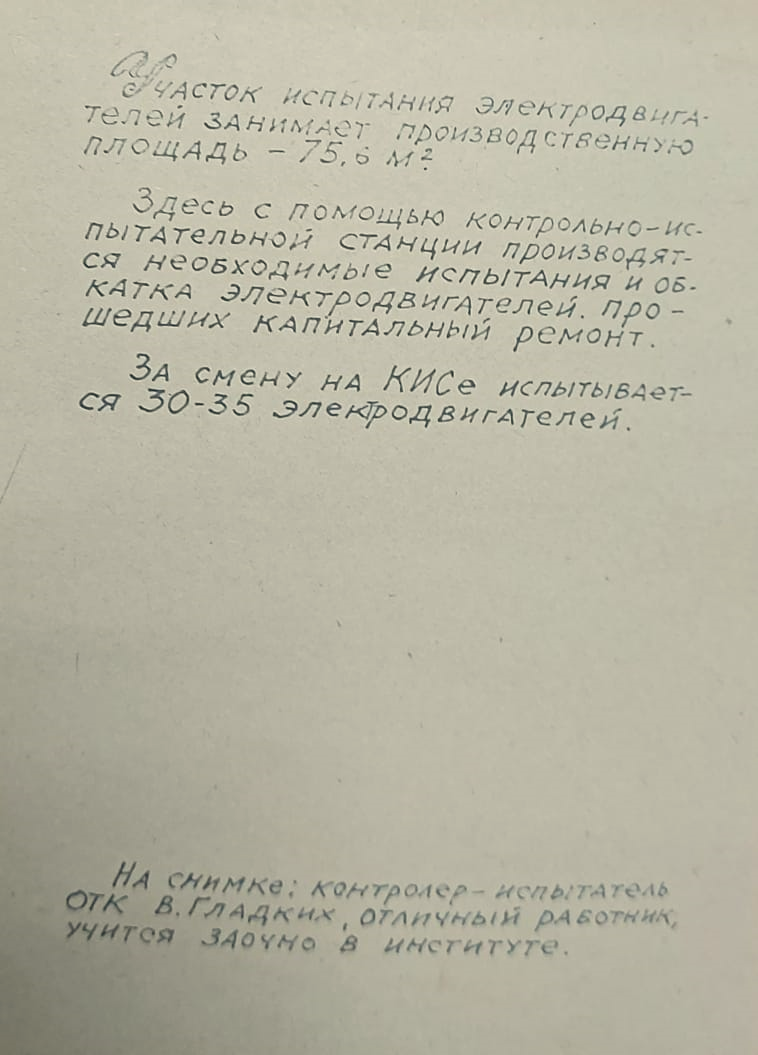 Участок испытания электродвига-
телей занимает производственную
площадь – 75,6 м².
Здесь с помощью контрольно-ис-
пытательной станции производят-
ся необходимые испытания и об-
катка электродвигателей. про-
шедших капитальный ремонт.
За смену на КИСе испытывает-
ся 30-35 электродвигателей.
На снимке: контролер-испытатель
ОТК В. Гладких, отличный работник,
учится заочно в институте.